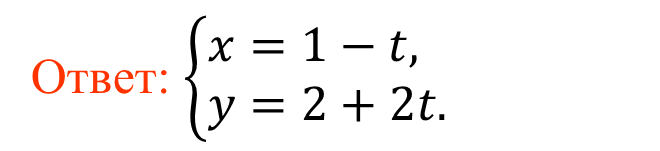 Ответ: {x = 1 − t,
y = 2 + 2t.